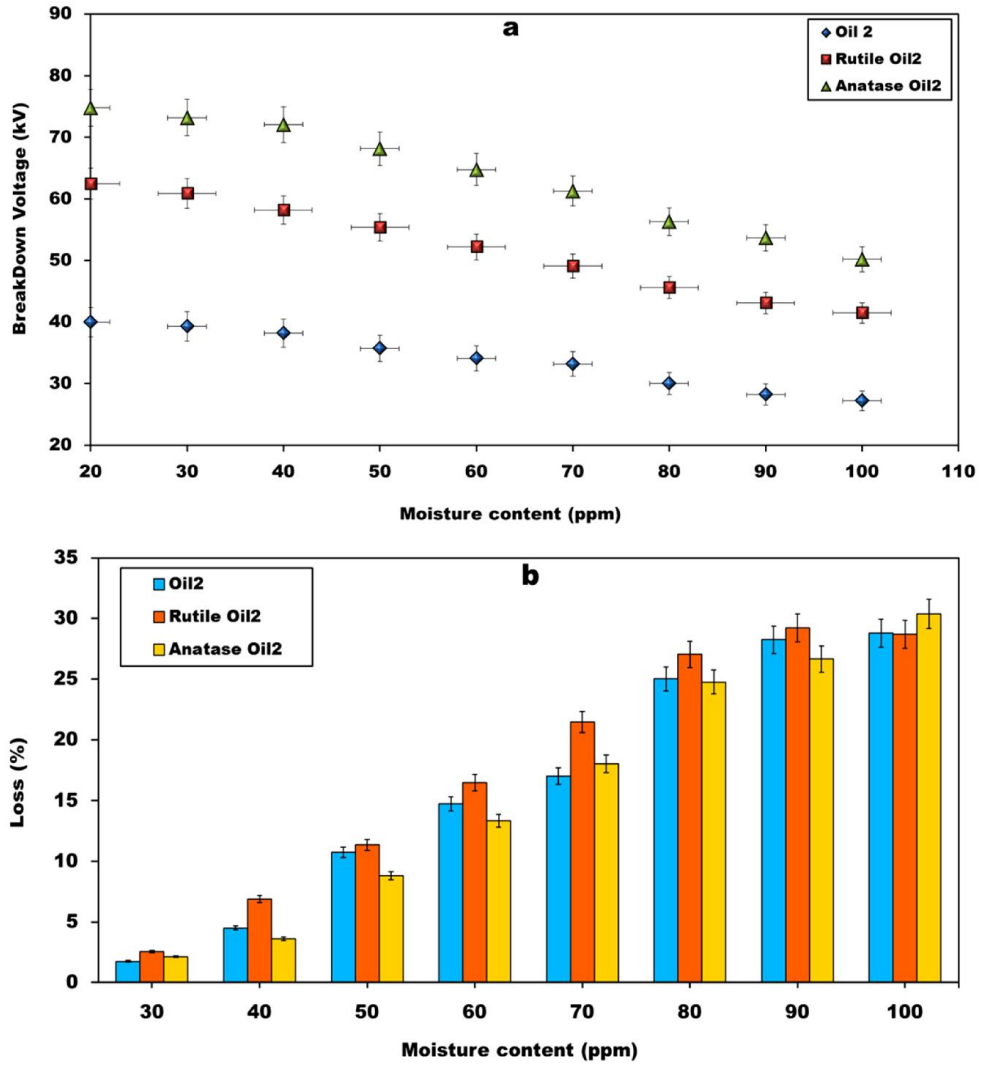 a
Oil 2
Rutile Oil2
Anatase Oil2
BreakDown Voltage (kV)
90
80
70
60
50
40
30
20
20 30 40 50 60 70 80 90 100 110
Moisture content (ppm)
b
Oil2
Rutile Oil2
Anatase Oil2
Loss (%)
35
30
25
20
15
10
5
0
30 40 50 60 70 80 90 100
Moisture content (ppm)